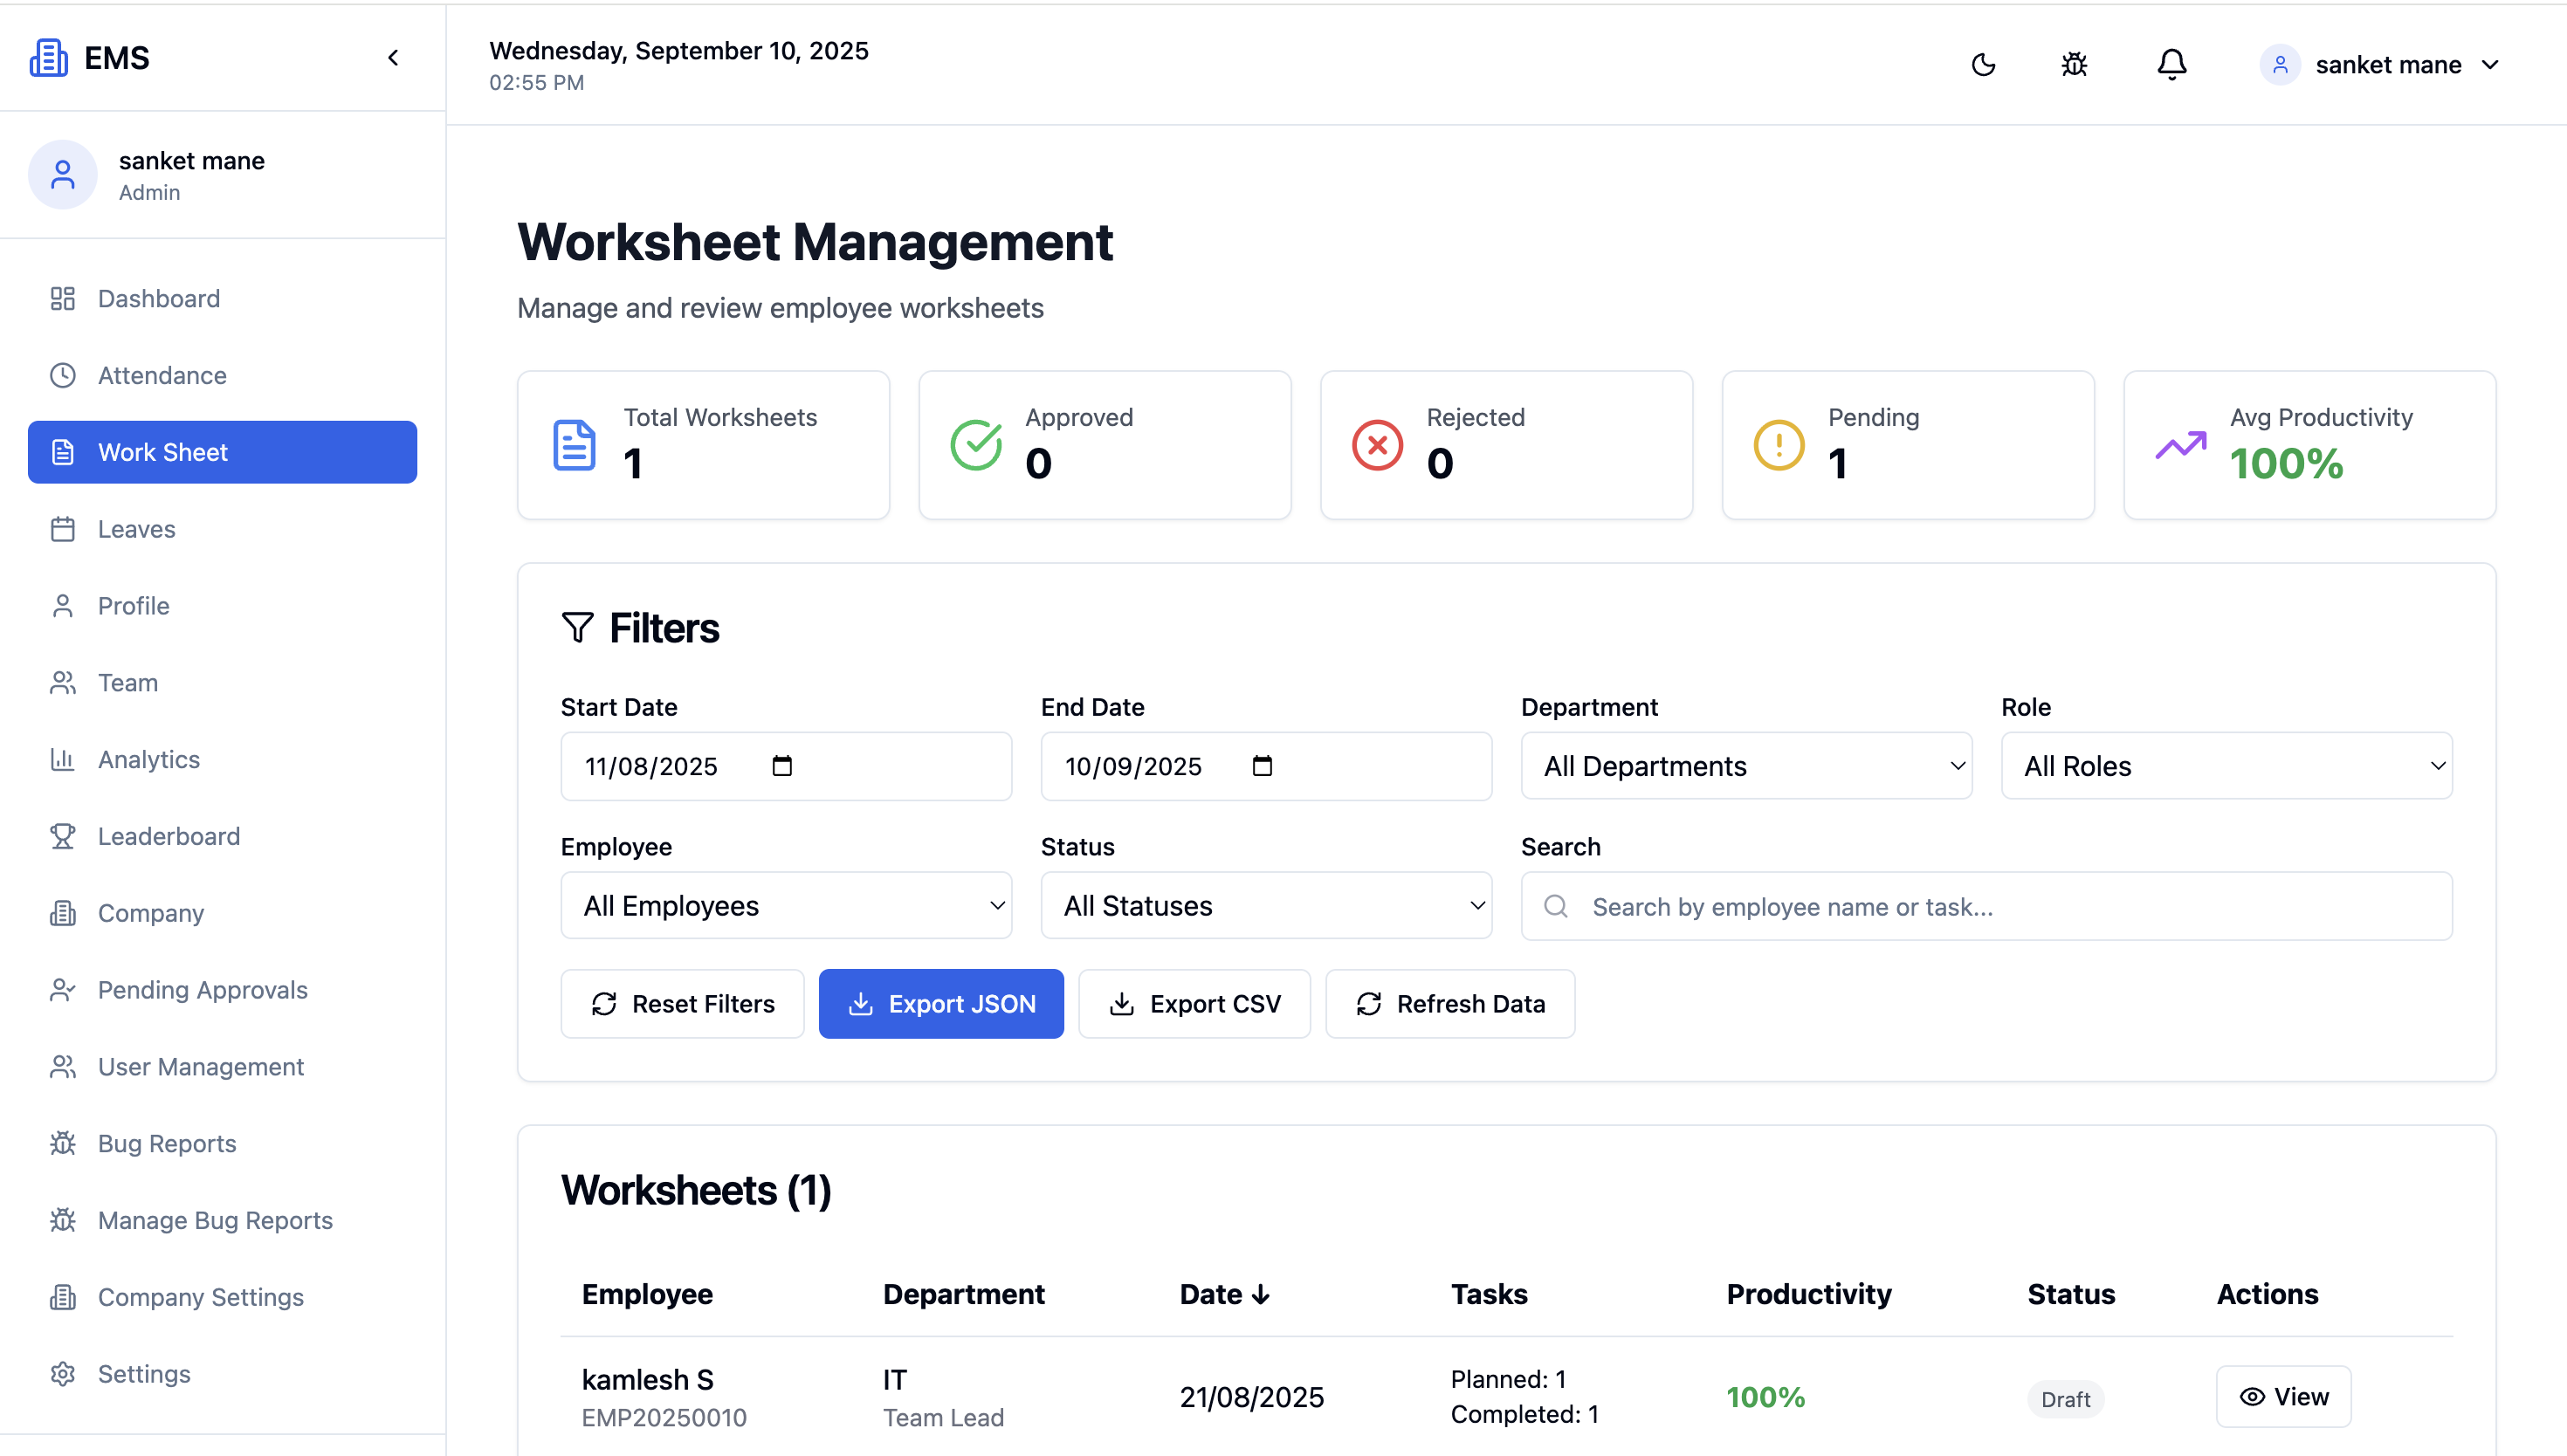 EMS
sanket mane
Admin
Dashboard
Attendance
Work Sheet
Leaves
Profile
Team
Analytics
Leaderboard
Company
Pending Approvals
User Management
Bug Reports
Manage Bug Reports
Company Settings
Settings
Wednesday, September 10, 2025
02:55 PM
sanket mane
Worksheet Management
Manage and review employee worksheets
Total Worksheets
1
Approved
0
Rejected
0
Pending
1
Avg Productivity
100%
Filters
Start Date
11/08/2025
End Date
10/09/2025
Department
All Departments
Role
All Roles
Employee
All Employees
Status
All Statuses
Search
Search by employee name or task...
Reset Filters
Export JSON
Export CSV
Refresh Data
Worksheets (1)
Employee Department Date ↓ Tasks Productivity Status Actions
kamlesh S
EMP20250010
IT
Team Lead
21/08/2025
Planned: 1
Completed: 1
100%
Draft
View